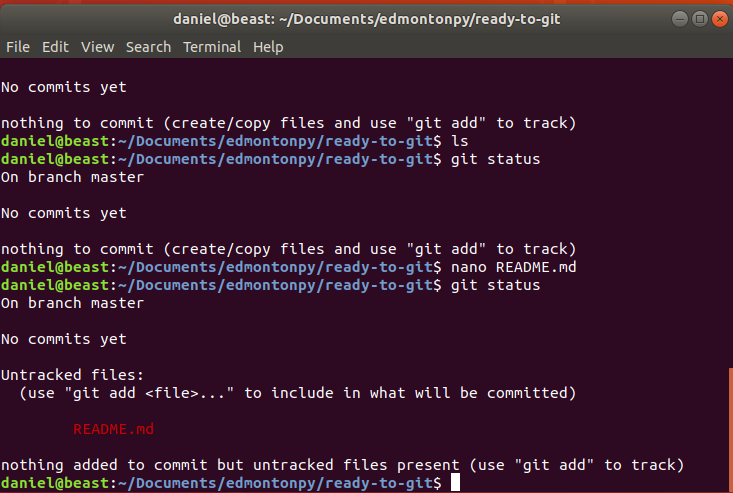 daniel@beast: ~/Documents/edmontonpy/ready-to-git
File Edit View Search Terminal Help
No commits yet
nothing to commit (create/copy files and use "git add" to track)
daniel@beast:~/Documents/edmontonpy/ready-to-git$ ls
daniel@beast:~/Documents/edmontonpy/ready-to-git$ git status
On branch master
No commits yet
nothing to commit (create/copy files and use "git add" to track)
daniel@beast:~/Documents/edmontonpy/ready-to-git$ nano README.md
daniel@beast:~/Documents/edmontonpy/ready-to-git$ git status
On branch master
No commits yet
Untracked files:
  (use "git add <file>..." to include in what will be committed)
        README.md
nothing added to commit but untracked files present (use "git add" to track)
daniel@beast:~/Documents/edmontonpy/ready-to-git$